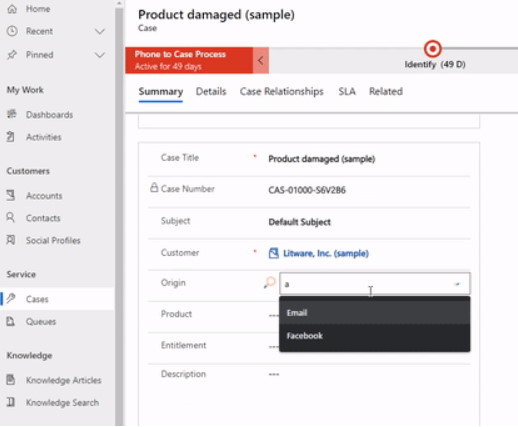 Home
Recent
Pinned
My Work
Dashboards
Activities
Customers
Accounts
Contacts
Social Profiles
Service
Cases
Queues
Knowledge
Knowledge Articles
Knowledge Search
Product damaged (sample)
Case
Phone to Case Process
Active for 49 days
Identify (49 D)
Summary Details Case Relationships SLA Related
Case Title * Product damaged (sample)
Case Number CAS-01000-S6V2B6
Subject Default Subject
Customer * Litware, Inc. (sample)
Origin a
Email
Facebook
Product ---
Entitlement ---
Description ---